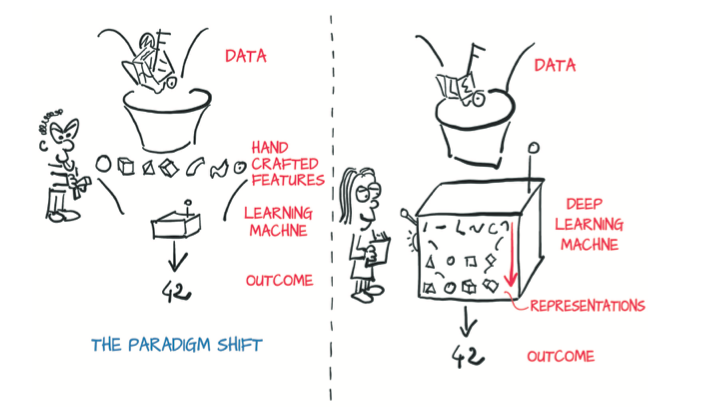 DATA
HAND
CRAFTED
FEATURES
LEARNING
MACHNE
OUTCOME
42
THE PARADIGM SHIFT
DATA
DEEP
LEARNING
MACHNE
REPRESENTATIONS
42
OUTCOME